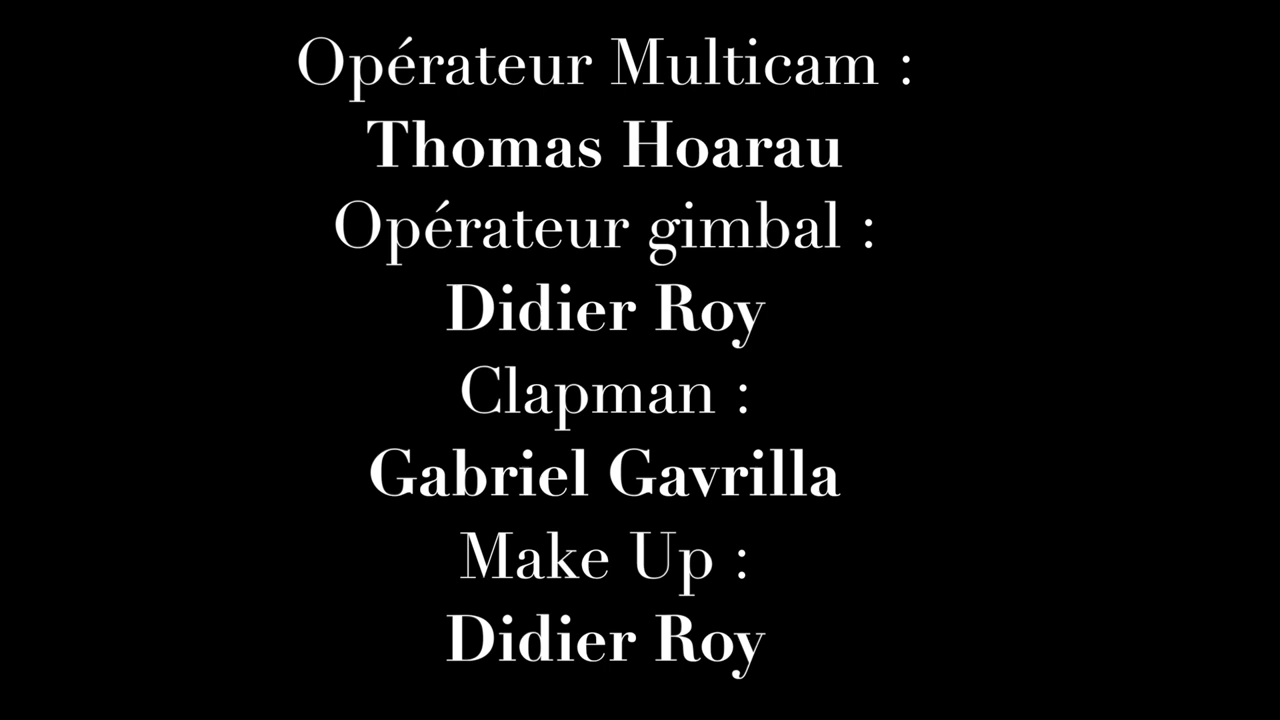 Opérateur Multicam :
Thomas Hoarau
Opérateur gimbal :
Didier Roy
Clapman :
Gabriel Gavrilla
Make Up :
Didier Roy